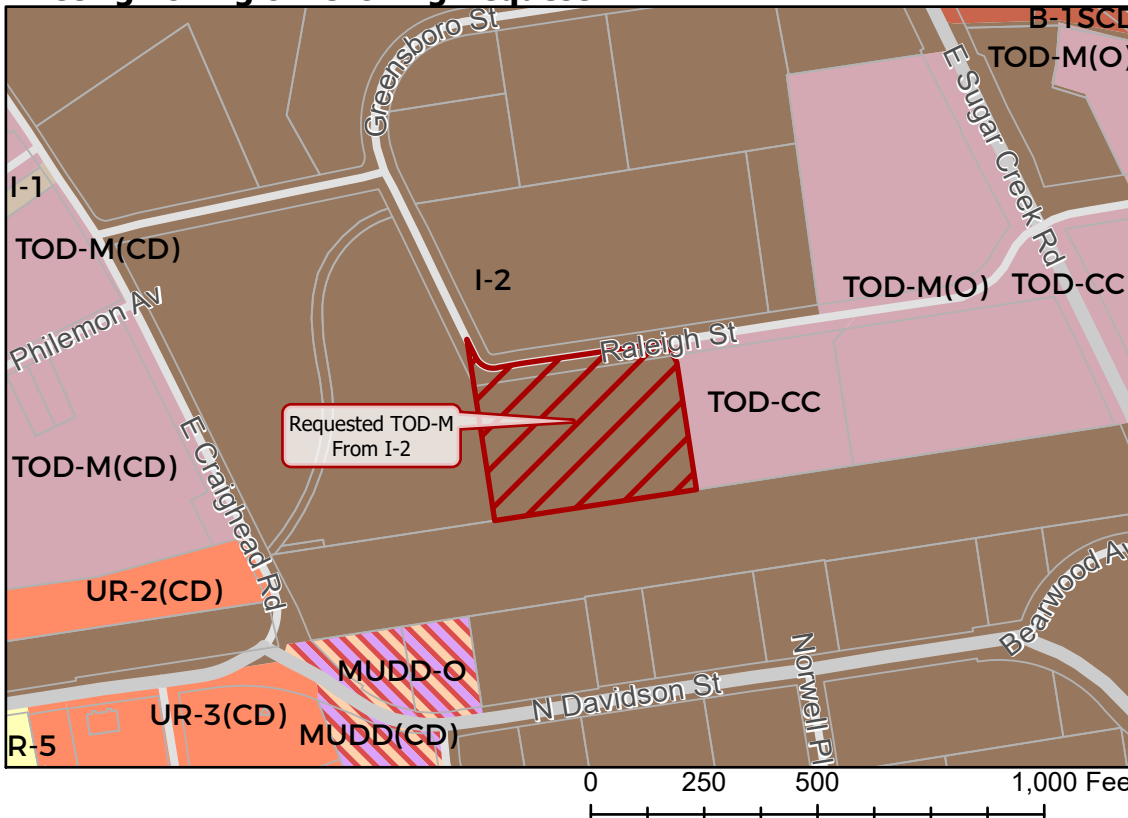 Greensboro St
B-1SCD
TOD-M(O)
E Sugar Creek Rd
I-1
TOD-M(CD)
I-2
TOD-M(O)
TOD-CC
Philemon Av
Raleigh St
TOD-CC
Requested TOD-M
From I-2
E Craighead Rd
TOD-M(CD)
UR-2(CD)
Bearwood Av
MUDD-O
Norwell Pl
N Davidson St
UR-3(CD)
MUDD(CD)
R-5
0 250 500 1,000 Fee